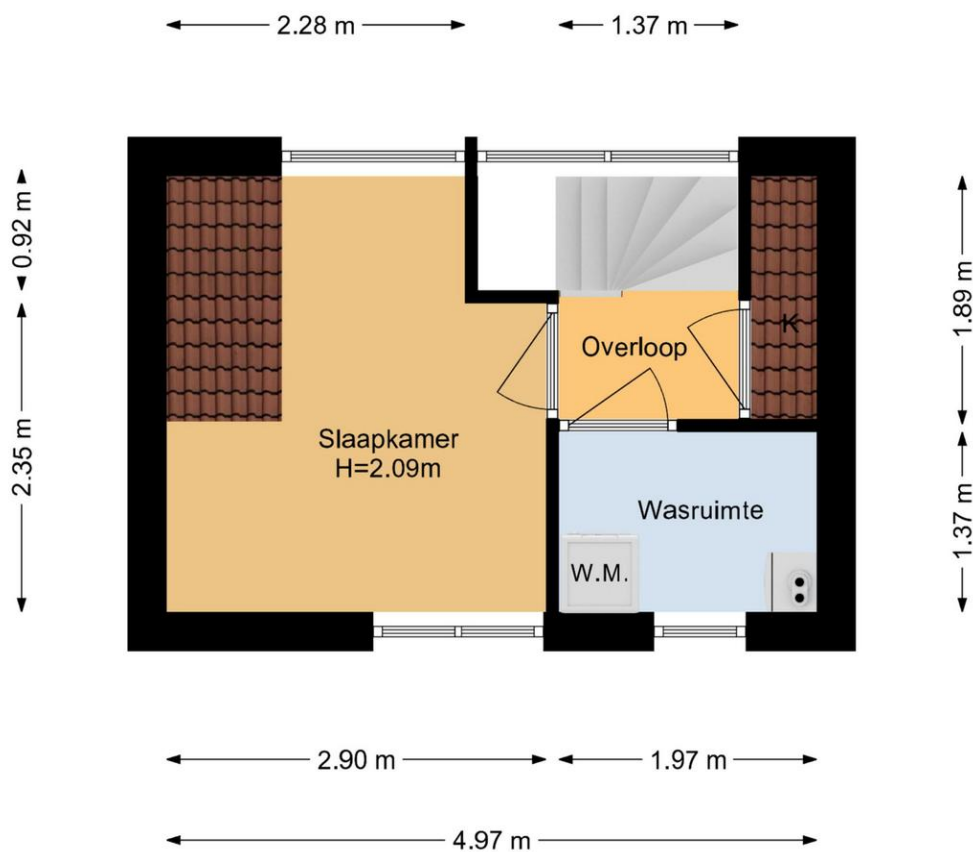 2.28 m
1.37 m
0.92 m
2.35 m
1.89 m
1.37 m
K
Overloop
Slaapkamer
H=2.09m
Wasruimte
W.M.
2.90 m
1.97 m
4.97 m